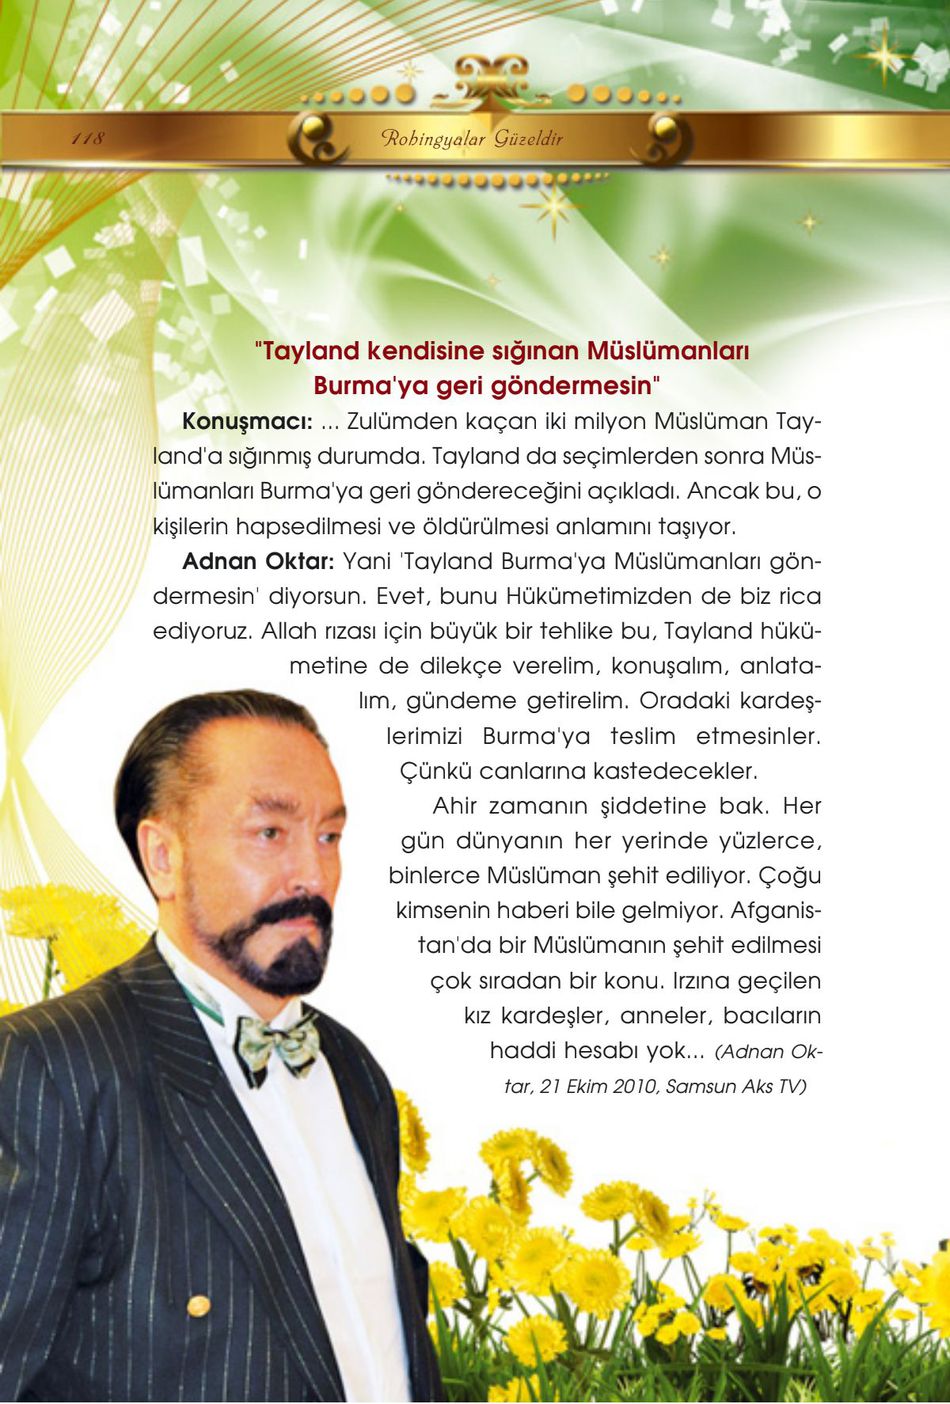 118
Rohingyalar Güzeldir
"Tayland kendisine sığınan Müslümanları
Burma'ya geri göndermesin"
Konuşmacı: ... Zulümden kaçan iki milyon Müslüman Tay-
land'a sığınmış durumda. Tayland da seçimlerden sonra Müs-
lümanları Burma'ya geri göndereceğini açıkladı. Ancak bu, o
kişilerin hapsedilmesi ve öldürülmesi anlamını taşıyor.
Adnan Oktar: Yani 'Tayland Burma'ya Müslümanları gön-
dermesin' diyorsun. Evet, bunu Hükümetimizden de biz rica
ediyoruz. Allah rızası için büyük bir tehlike bu, Tayland hükü-
metine de dilekçe verelim, konuşalım, anlata-
lım, gündeme getirelim. Oradaki kardeş-
lerimizi Burma'ya teslim etmesinler.
Çünkü canlarına kastedecekler.
Ahir zamanın şiddetine bak. Her
gün dünyanın her yerinde yüzlerce,
binlerce Müslüman şehit ediliyor. Çoğu
kimsenin haberi bile gelmiyor. Afganis-
tan'da bir Müslümanın şehit edilmesi
çok sıradan bir konu. Irzına geçilen
kız kardeşler, anneler, bacıların
haddi hesabı yok... (Adnan Ok-
tar, 21 Ekim 2010, Samsun Aks TV)